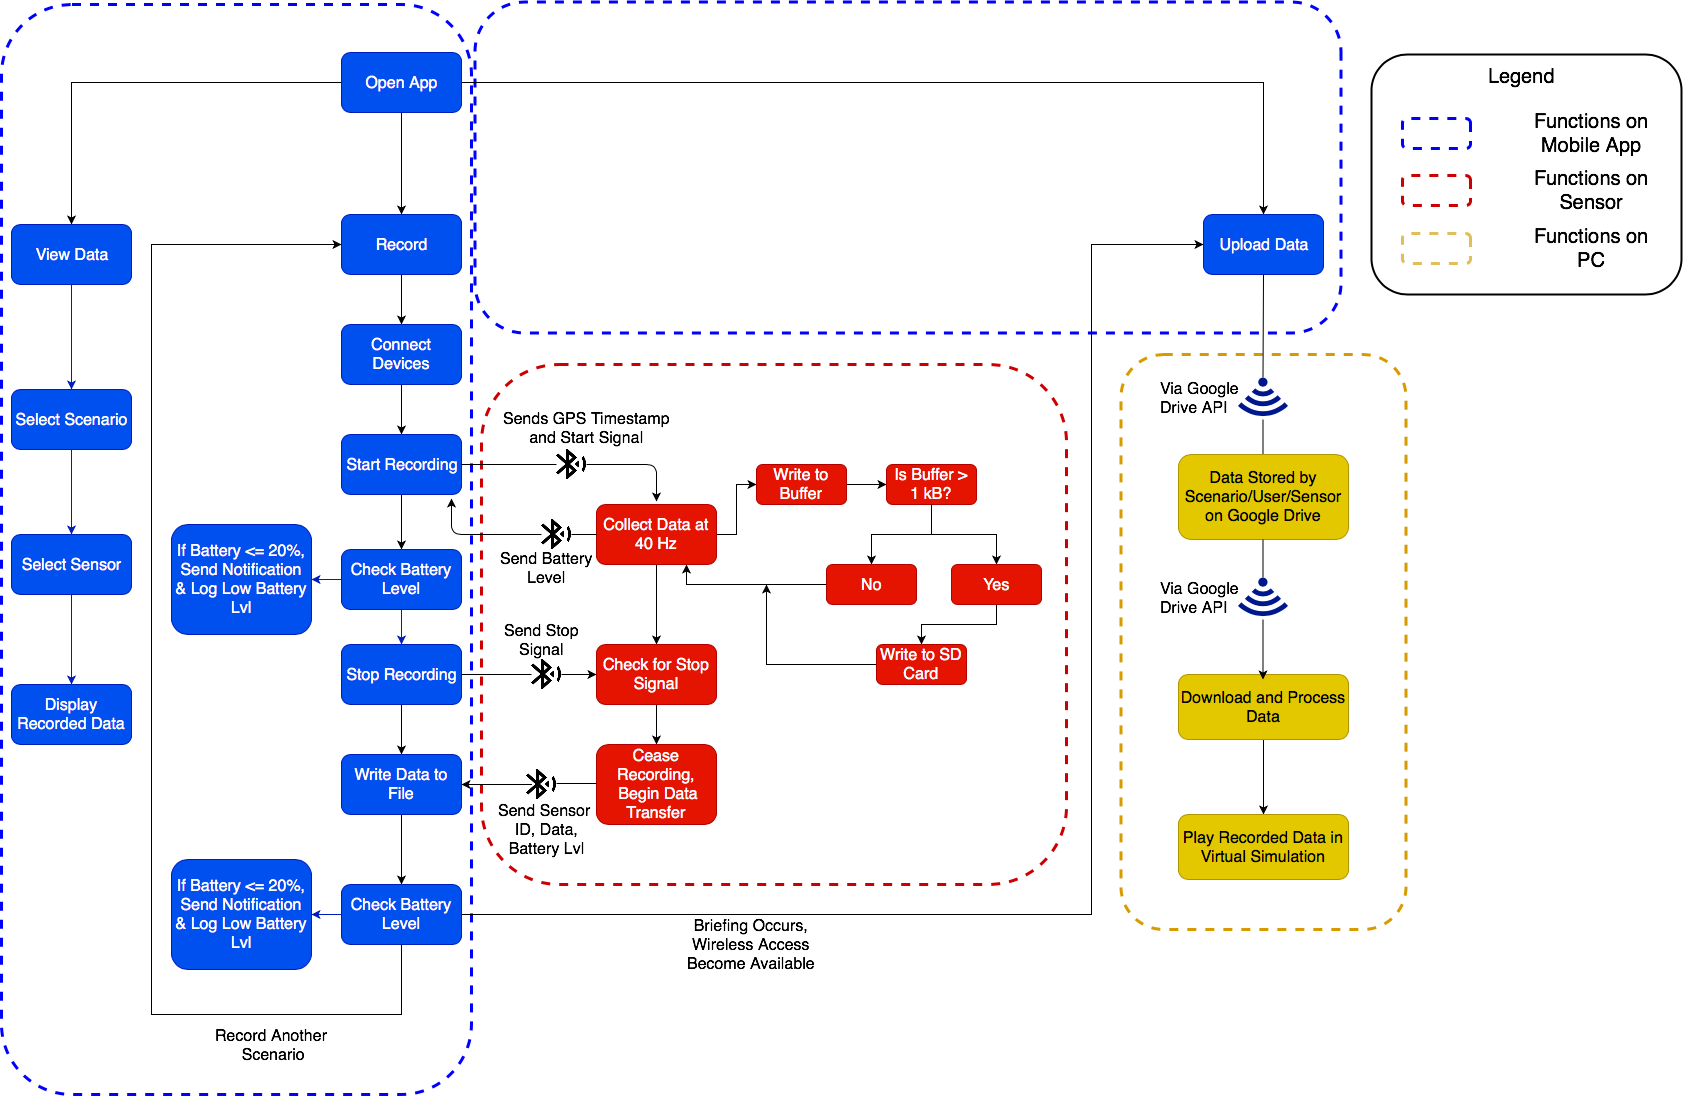 Open App
Legend
Functions on
Mobile App
Functions on
Sensor
Functions on
PC
View Data
Record
Upload Data
Connect
Devices
Select Scenario
Start Recording
Sends GPS Timestamp
and Start Signal
Write to
Buffer
Is Buffer >
1 kB?
Collect Data at
40 Hz
Send Battery
Level
No
Yes
Write to SD
Card
Select Sensor
If Battery <= 20%,
Send Notification
& Log Low Battery
Lvl
Check Battery
Level
Send Stop
Signal
Stop Recording
Check for Stop
Signal
Display
Recorded Data
Write Data to
File
Cease
Recording,
Begin Data
Transfer
Send Sensor
ID, Data,
Battery Lvl
If Battery <= 20%,
Send Notification
& Log Low Battery
Lvl
Check Battery
Level
Briefing Occurs,
Wireless Access
Become Available
Record Another
Scenario
Via Google
Drive API
Data Stored by
Scenario/User/Sensor
on Google Drive
Via Google
Drive API
Download and Process
Data
Play Recorded Data in
Virtual Simulation